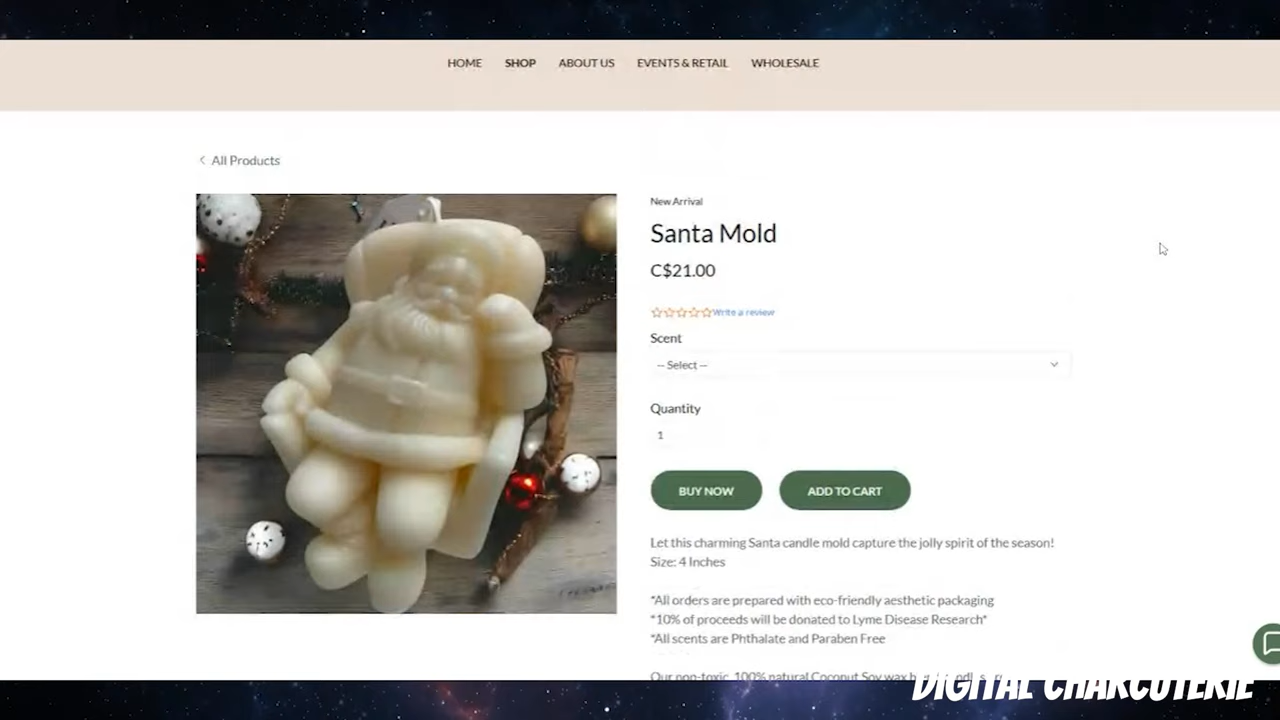 HOME SHOP ABOUT US EVENTS & RETAIL WHOLESALE
All Products
New Arrival
Santa Mold
C$21.00
Write a review
Scent
-- Select --
Quantity
1
BUY NOW ADD TO CART
Let this charming Santa candle mold capture the jolly spirit of the season!
Size: 4 Inches
*All orders are prepared with eco-friendly aesthetic packaging
*10% of proceeds will be donated to Lyme Disease Research*
*All scents are Phthalate and Paraben Free
Our non-toxic, 100% natural Coconut Soy wax
DIGITAL CHARCUTERIE